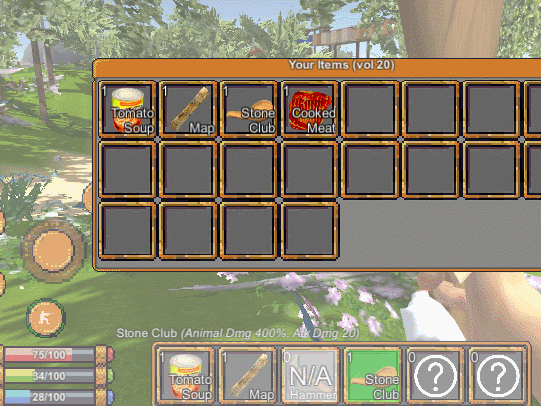 Your Items (vol 20)
1 1 1 1
Tomato Soup
Map
Stone Club
Cooked Meat
Stone Club (Animal Dmg 400%. Atk Dmg 20)
75/100
34/100
28/100
1 1 0 1 0 0
Tomato Soup
Map
N/A
Hammer
Stone Club
? ?